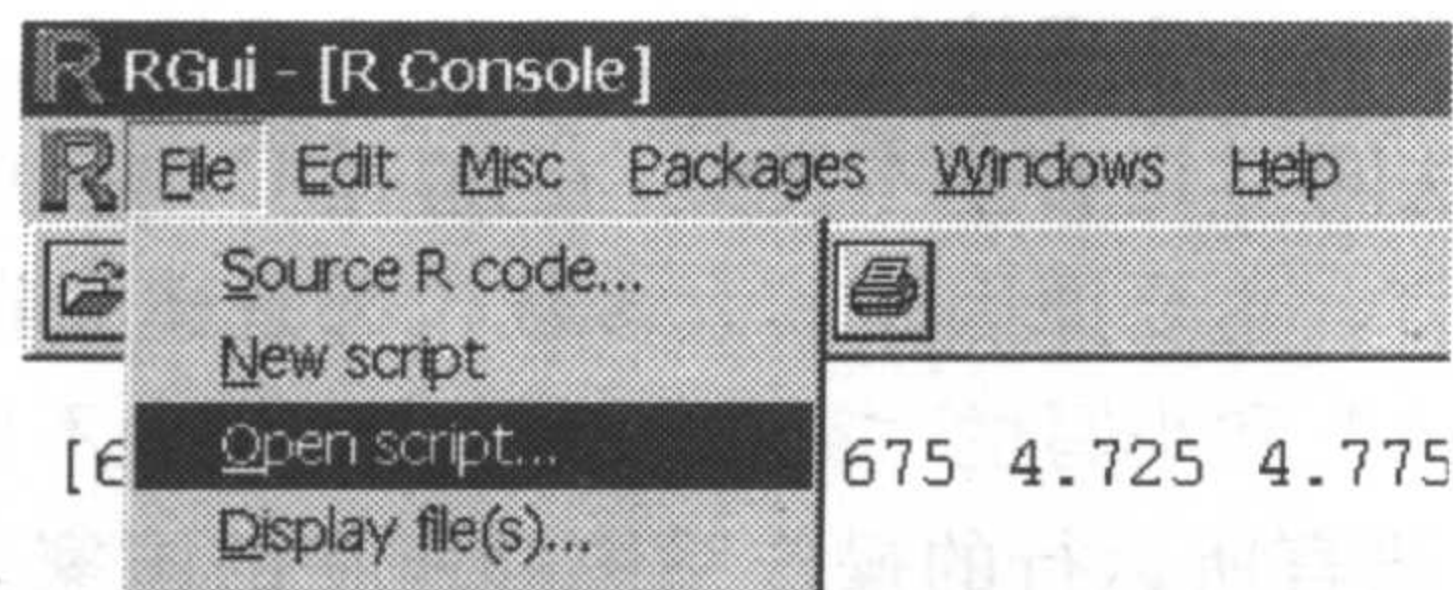 RGui - [R Console]
File Edit Misc Packages Windows Help
Source R code...
New script
Open script...
Display file(s)...
[6 675 4.725 4.775